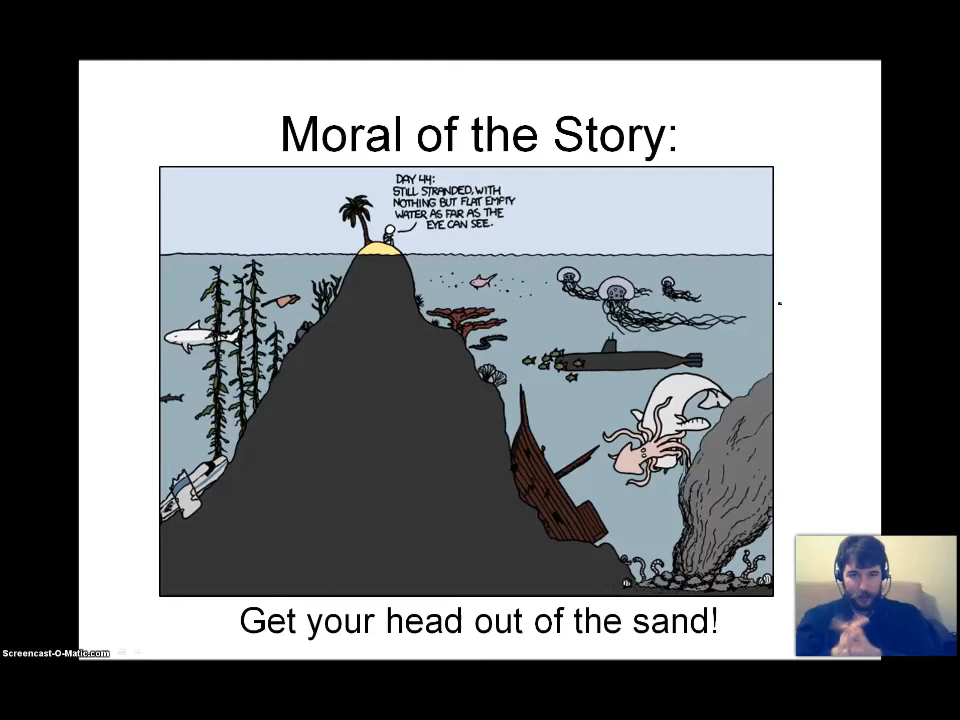 Moral of the Story:
DAY 44:
STILL STRANDED, WITH
NOTHING BUT FLAT EMPTY
WATER AS FAR AS THE
EYE CAN SEE.
Get your head out of the sand!
Screencast-O-Matic.com